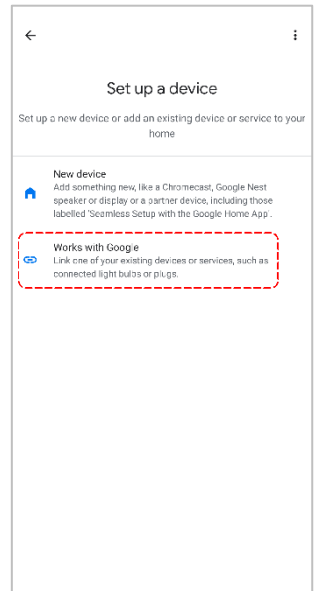 Set up a device
Set up a new device or add an existing device or service to your
home
New device
Add something new, like a Chromecast, Google Nest
speaker or display or a partner device, including those
labelled 'Seamless Setup with the Google Home App'.
Works with Google
Link one of your existing devices or services, such as
connected light bulbs or plugs.